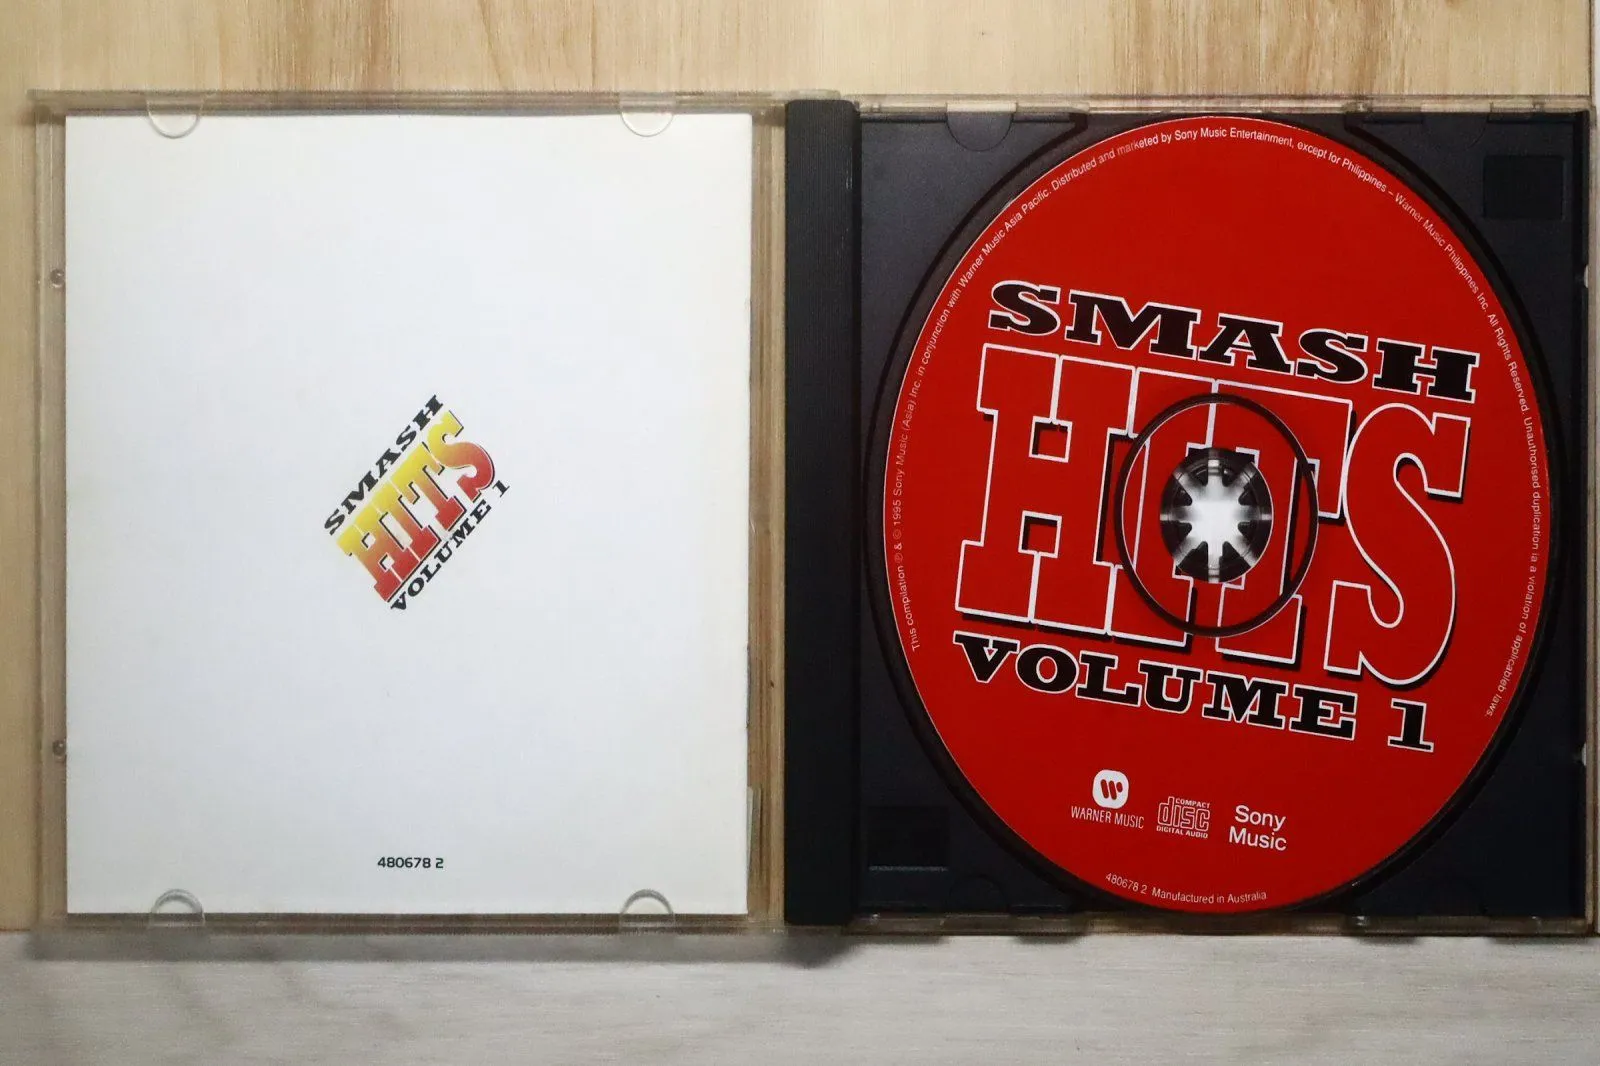 SMASH
HITS
VOLUME 1
480678 2
This compilation ℗ & © 1995 Sony Music (Asia) Inc. in conjunction with Warner Music Asia Pacific. Distributed and marketed by Sony Music Entertainment, except for Philippines – Warner Music Philippines Inc. All Rights Reserved. Unauthorised duplication is a violation of applicableb laws.
SMASH
HITS
VOLUME 1
WARNER MUSIC
COMPACT
disc
DIGITAL AUDIO
Sony
Music
480678 2 Manufactured in Australia